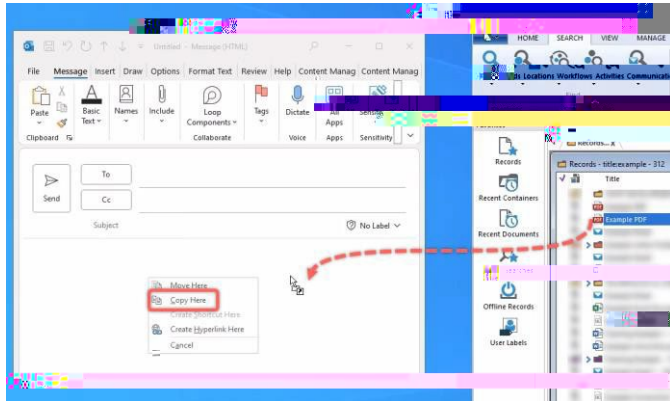 Untitled - Message (HTML)
File Message Insert Draw Options Format Text Review Help Content Manag Content Manag
Paste
Basic Text
Names
Include
Loop Components
Tags
Dictate
All Apps
Clipboard
Collaborate
Voice
Apps
Sensitivity
Send
To
Cc
Subject
No Label
Move Here
Copy Here
Create Shortcut Here
Create Hyperlink Here
Cancel
HOME SEARCH VIEW MANAGE
Locations Workflows Activities
Records
Recent Containers
Recent Documents
Offline Records
User Labels
Records - title:example - 312
Title
PDF Example PDF